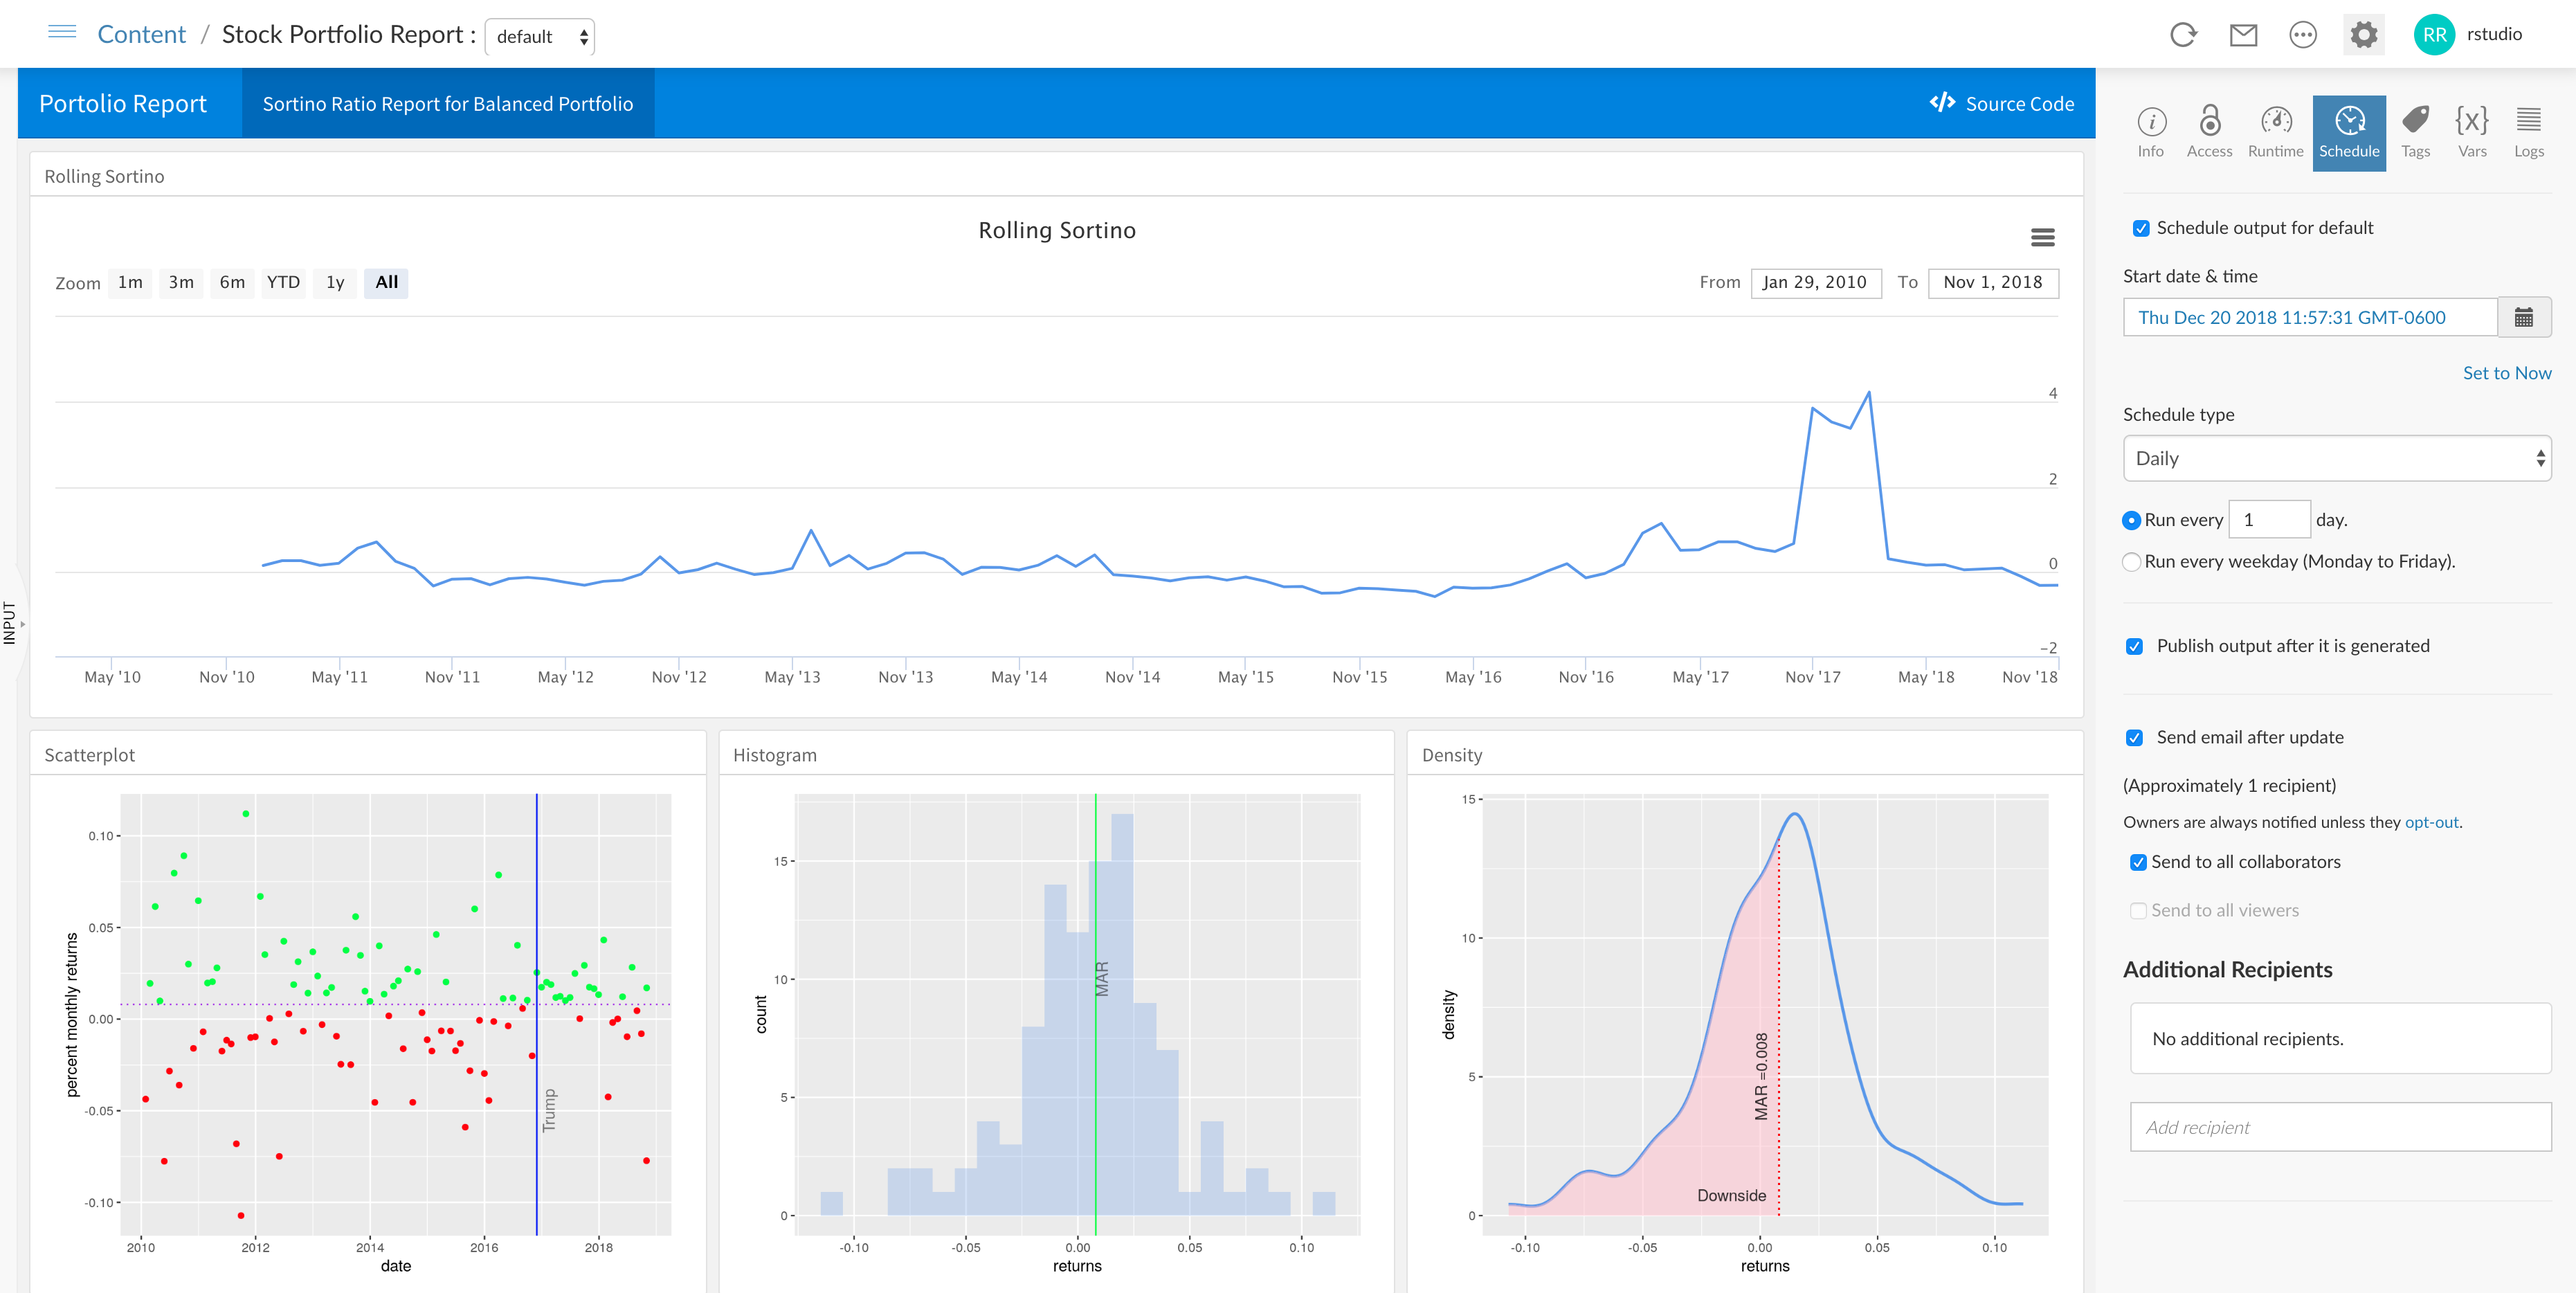 Content / Stock Portfolio Report : default
RR rstudio
Portolio Report
Sortino Ratio Report for Balanced Portfolio
</> Source Code
Rolling Sortino
Rolling Sortino
Zoom 1m 3m 6m YTD 1y All
From Jan 29, 2010 To Nov 1, 2018
4
2
0
−2
May '10 Nov '10 May '11 Nov '11 May '12 Nov '12 May '13 Nov '13 May '14 Nov '14 May '15 Nov '15 May '16 Nov '16 May '17 Nov '17 May '18 Nov '18
INPUT
Scatterplot
percent monthly returns
0.10
0.05
0.00
-0.05
-0.10
Trump
2010 2012 2014 2016 2018
date
Histogram
count
15
10
5
0
MAR
-0.10 -0.05 0.00 0.05 0.10
returns
Density
density
15
10
5
0
MAR =0.008
Downside
-0.10 -0.05 0.00 0.05 0.10
returns
Info Access Runtime Schedule Tags {x} Vars Logs
Schedule output for default
Start date & time
Thu Dec 20 2018 11:57:31 GMT-0600
Set to Now
Schedule type
Daily
Run every 1 day.
Run every weekday (Monday to Friday).
Publish output after it is generated
Send email after update
(Approximately 1 recipient)
Owners are always notified unless they opt-out.
Send to all collaborators
Send to all viewers
Additional Recipients
No additional recipients.
Add recipient